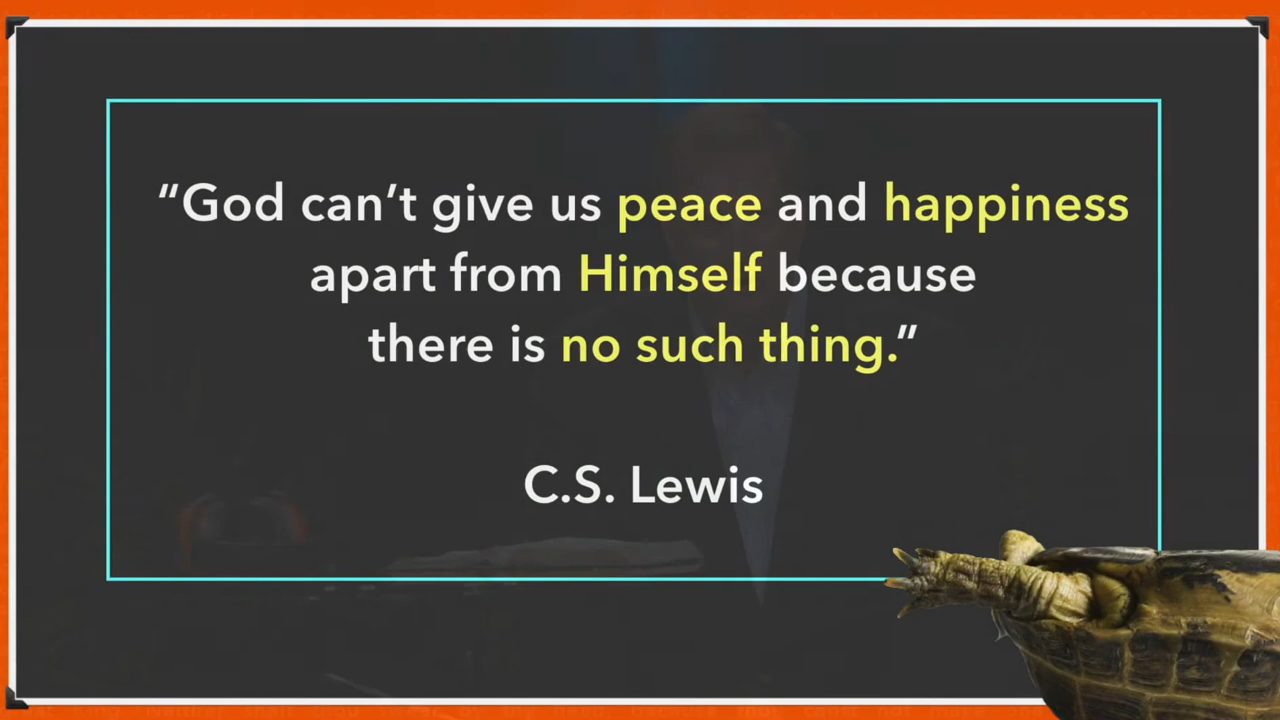 “God can’t give us peace and happiness
apart from Himself because
there is no such thing.”
C.S. Lewis